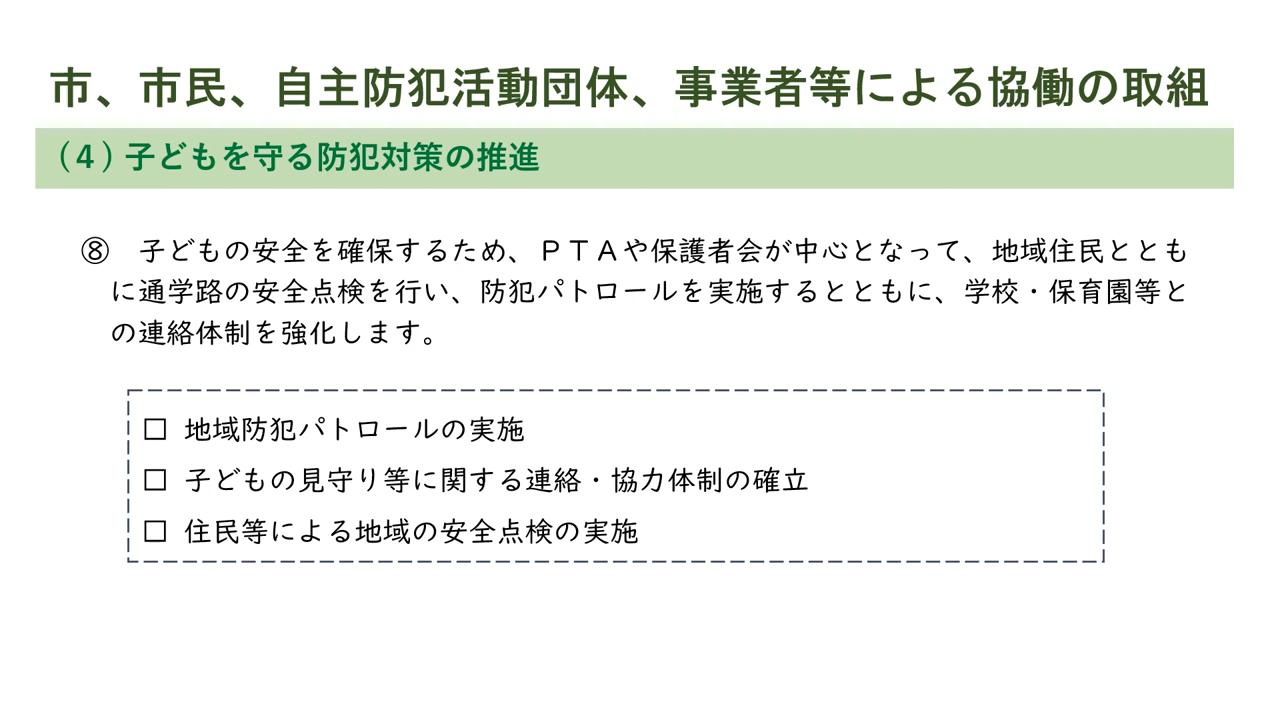 市、市民、自主防犯活動団体、事業者等による協働の取組
（4）子どもを守る防犯対策の推進
⑧　子どもの安全を確保するため、ＰＴＡや保護者会が中心となって、地域住民ととも
に通学路の安全点検を行い、防犯パトロールを実施するとともに、学校・保育園等と
の連絡体制を強化します。
□ 地域防犯パトロールの実施
□ 子どもの見守り等に関する連絡・協力体制の確立
□ 住民等による地域の安全点検の実施